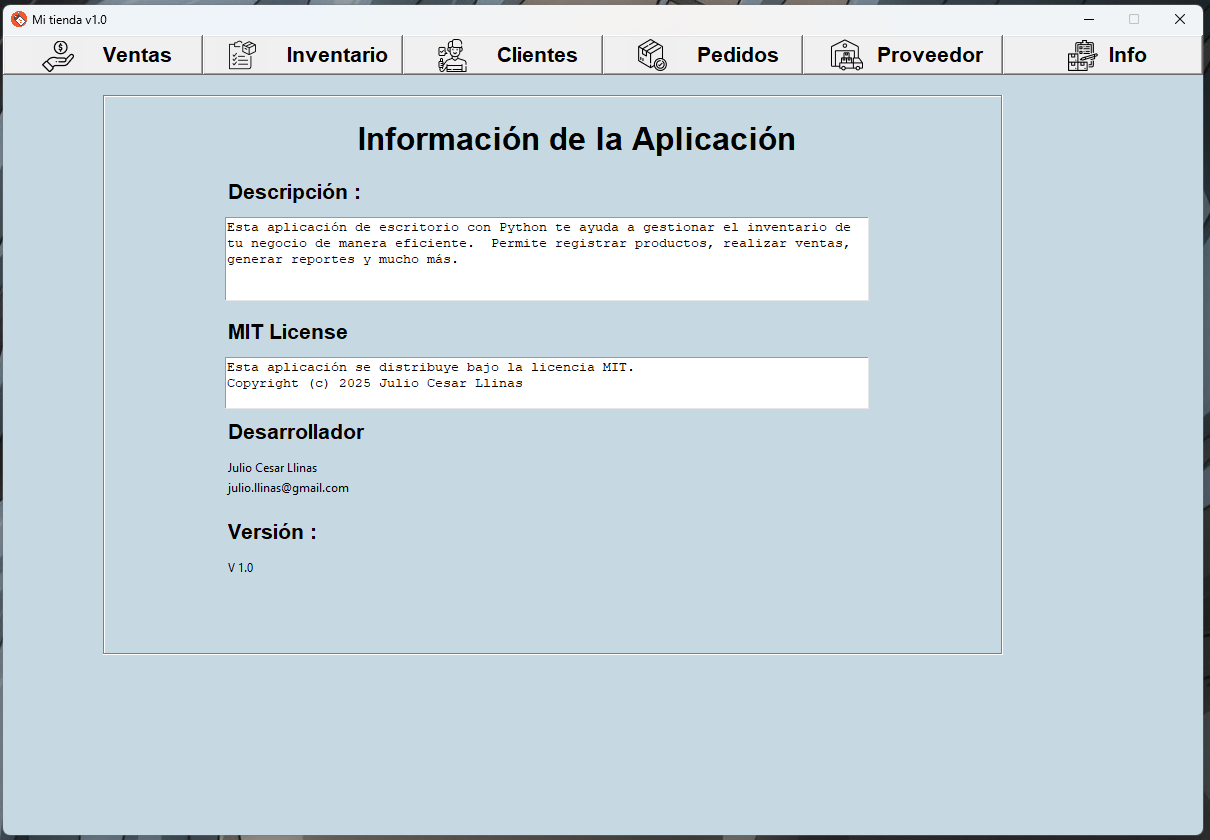 Mi tienda v1.0
Ventas Inventario Clientes Pedidos Proveedor Info
Información de la Aplicación
Descripción :
Esta aplicación de escritorio con Python te ayuda a gestionar el inventario de
tu negocio de manera eficiente.  Permite registrar productos, realizar ventas,
generar reportes y mucho más.
MIT License
Esta aplicación se distribuye bajo la licencia MIT.
Copyright (c) 2025 Julio Cesar Llinas
Desarrollador
Julio Cesar Llinas
julio.llinas@gmail.com
Versión :
V 1.0